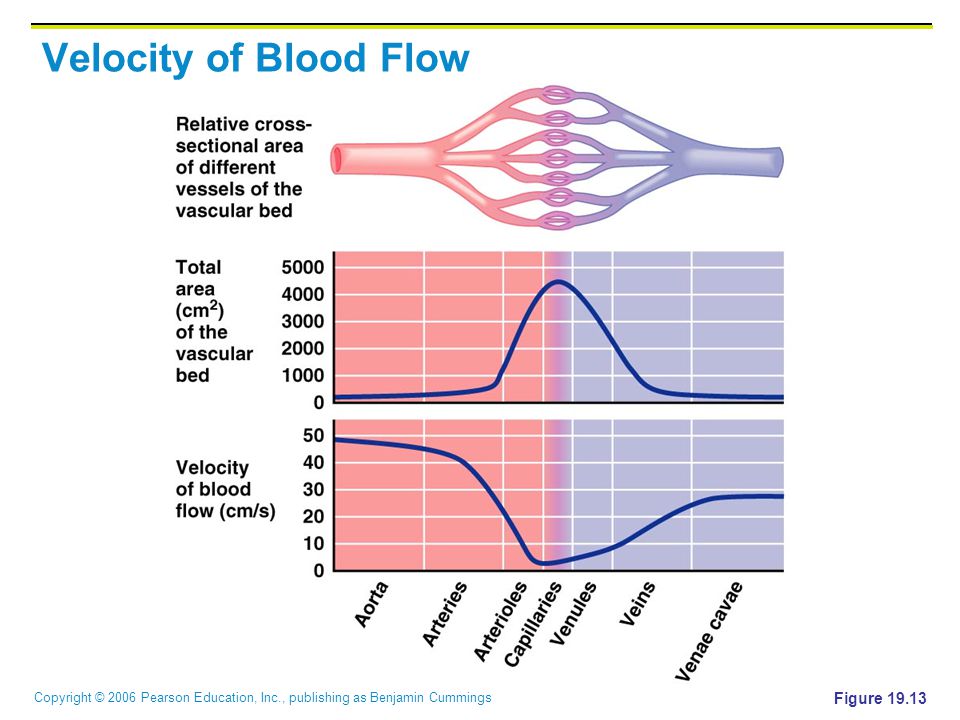 Velocity of Blood Flow
Relative cross-
sectional area
of different
vessels of the
vascular bed
Total
area
(cm²)
of the
vascular
bed
5000
4000
3000
2000
1000
0
Velocity
of blood
flow (cm/s)
50
40
30
20
10
0
Aorta
Arteries
Arterioles
Capillaries
Venules
Veins
Venae cavae
Copyright © 2006 Pearson Education, Inc., publishing as Benjamin Cummings
Figure 19.13